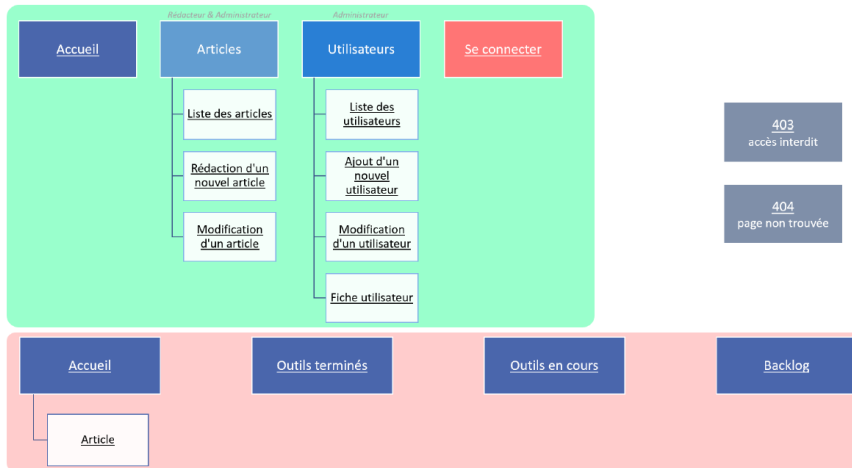 Rédacteur & Administrateur
Administrateur
Accueil
Articles
Utilisateurs
Se connecter
Liste des articles
Rédaction d'un
nouvel article
Modification
d'un article
Liste des
utilisateurs
Ajout d'un
nouvel
utilisateur
Modification
d'un utilisateur
Fiche utilisateur
403
accès interdit
404
page non trouvée
Accueil
Outils terminés
Outils en cours
Backlog
Article